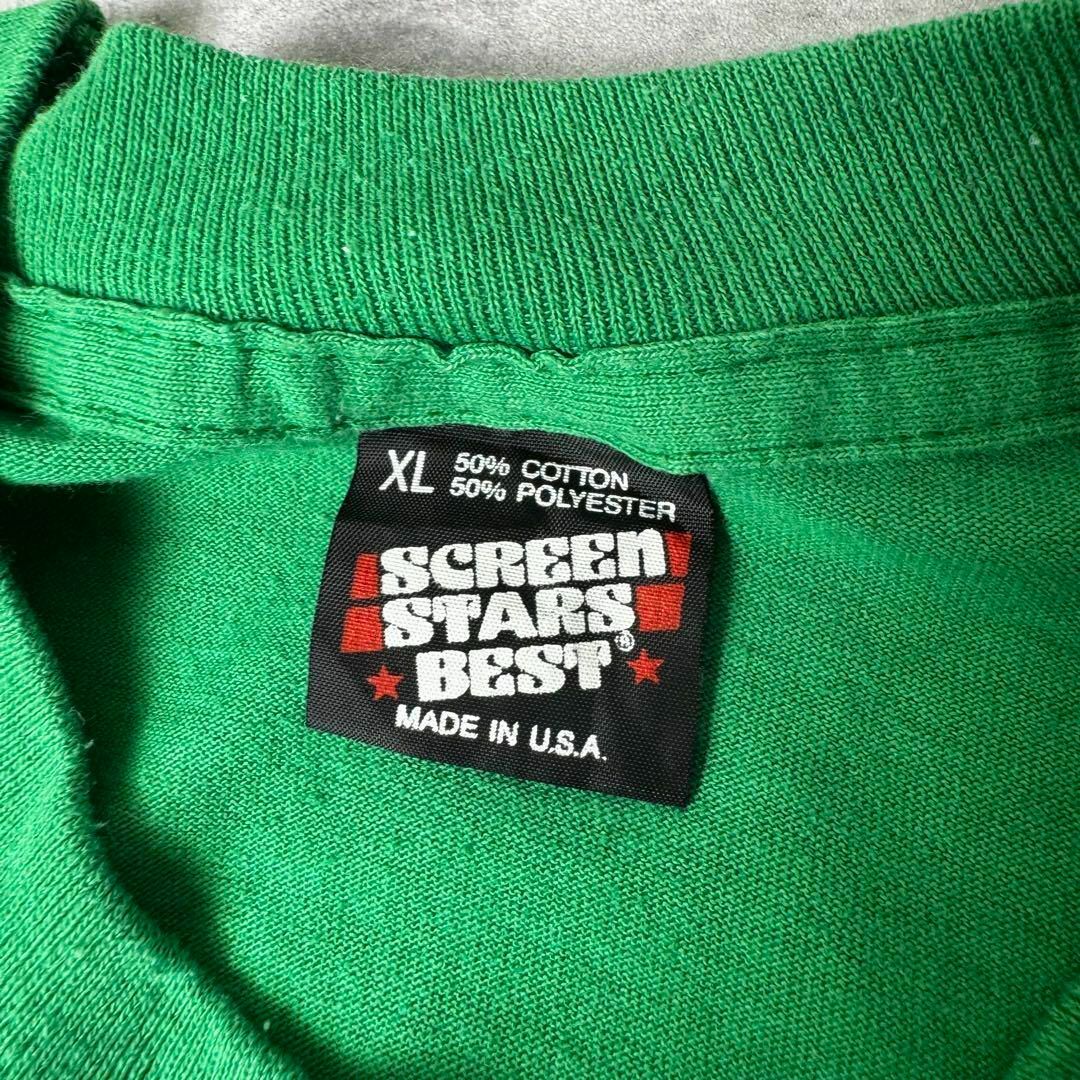 XL 50% COTTON
50% POLYESTER
SCREEN
STARS
BEST®
MADE IN U.S.A.